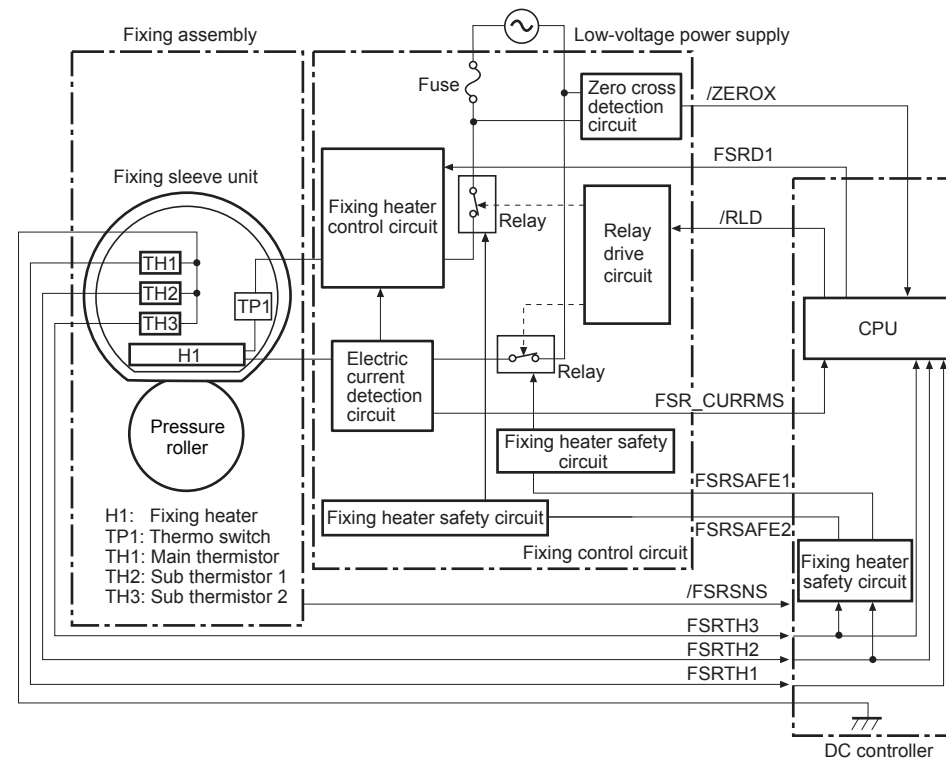 Fixing assembly
Low-voltage power supply
Fuse
Zero cross
detection
circuit
/ZEROX
FSRD1
Fixing sleeve unit
Fixing heater
control circuit
Relay
Relay
drive
circuit
/RLD
TH1
TH2
TH3
TP1
H1
CPU
Electric
current
detection
circuit
Relay
FSR_CURRMS
Pressure
roller
Fixing heater safety
circuit
FSRSAFE1
H1: Fixing heater
TP1: Thermo switch
TH1: Main thermistor
TH2: Sub thermistor 1
TH3: Sub thermistor 2
Fixing heater safety circuit
FSRSAFE2
Fixing control circuit
Fixing heater
safety circuit
/FSRSNS
FSRTH3
FSRTH2
FSRTH1
DC controller